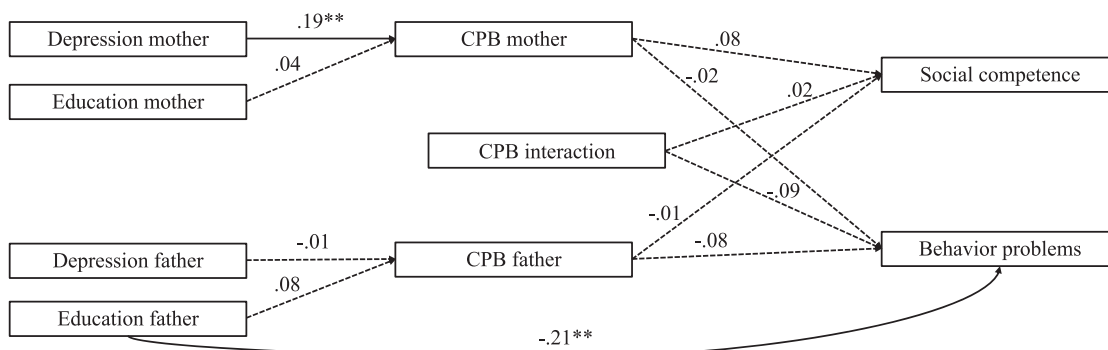 .19**
Depression mother
CPB mother
.04
.08
Education mother
-.02
Social competence
.02
CPB interaction
-.09
-.01
-.01
-.08
Depression father
CPB father
Behavior problems
.08
Education father
-.21**